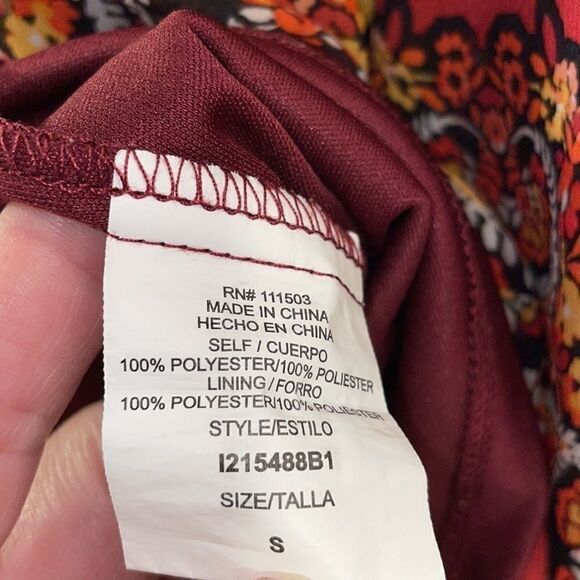 RN# 111503
MADE IN CHINA
HECHO EN CHINA
SELF / CUERPO
100% POLYESTER/100% POLIESTER
LINING/FORRO
100% POLYESTER/100% POLIESTER
STYLE/ESTILO
I215488B1
SIZE/TALLA
S